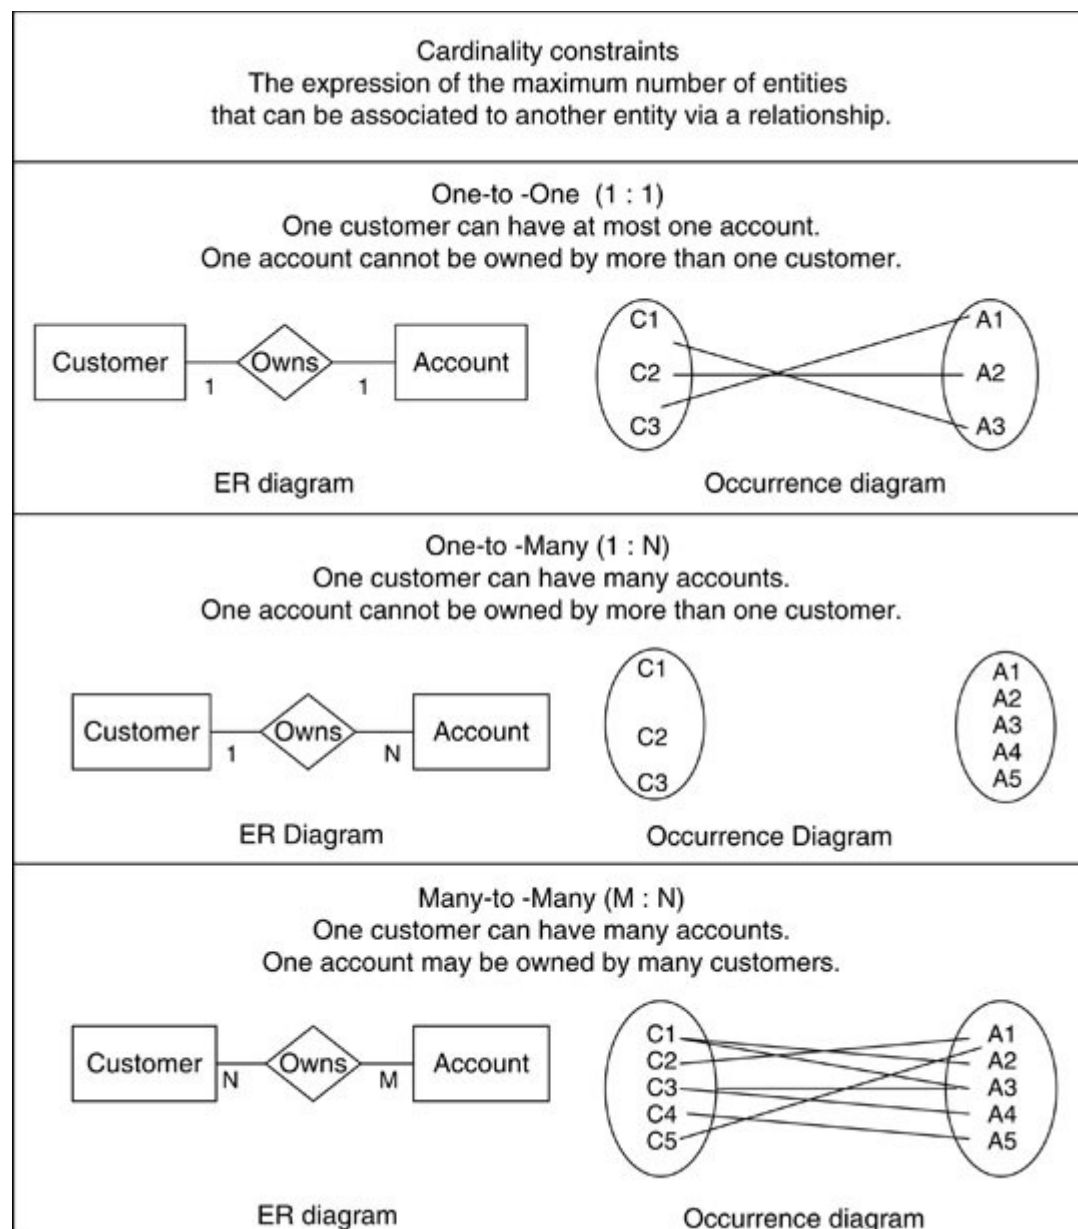 Cardinality constraints
The expression of the maximum number of entities
that can be associated to another entity via a relationship.
One-to -One (1 : 1)
One customer can have at most one account.
One account cannot be owned by more than one customer.
Customer
1
Owns
1
Account
C1
C2
C3
A1
A2
A3
ER diagram
Occurrence diagram
One-to -Many (1 : N)
One customer can have many accounts.
One account cannot be owned by more than one customer.
Customer
1
Owns
N
Account
C1
C2
C3
A1
A2
A3
A4
A5
ER Diagram
Occurrence Diagram
Many-to -Many (M : N)
One customer can have many accounts.
One account may be owned by many customers.
Customer
N
Owns
M
Account
C1
C2
C3
C4
C5
A1
A2
A3
A4
A5
ER diagram
Occurrence diagram